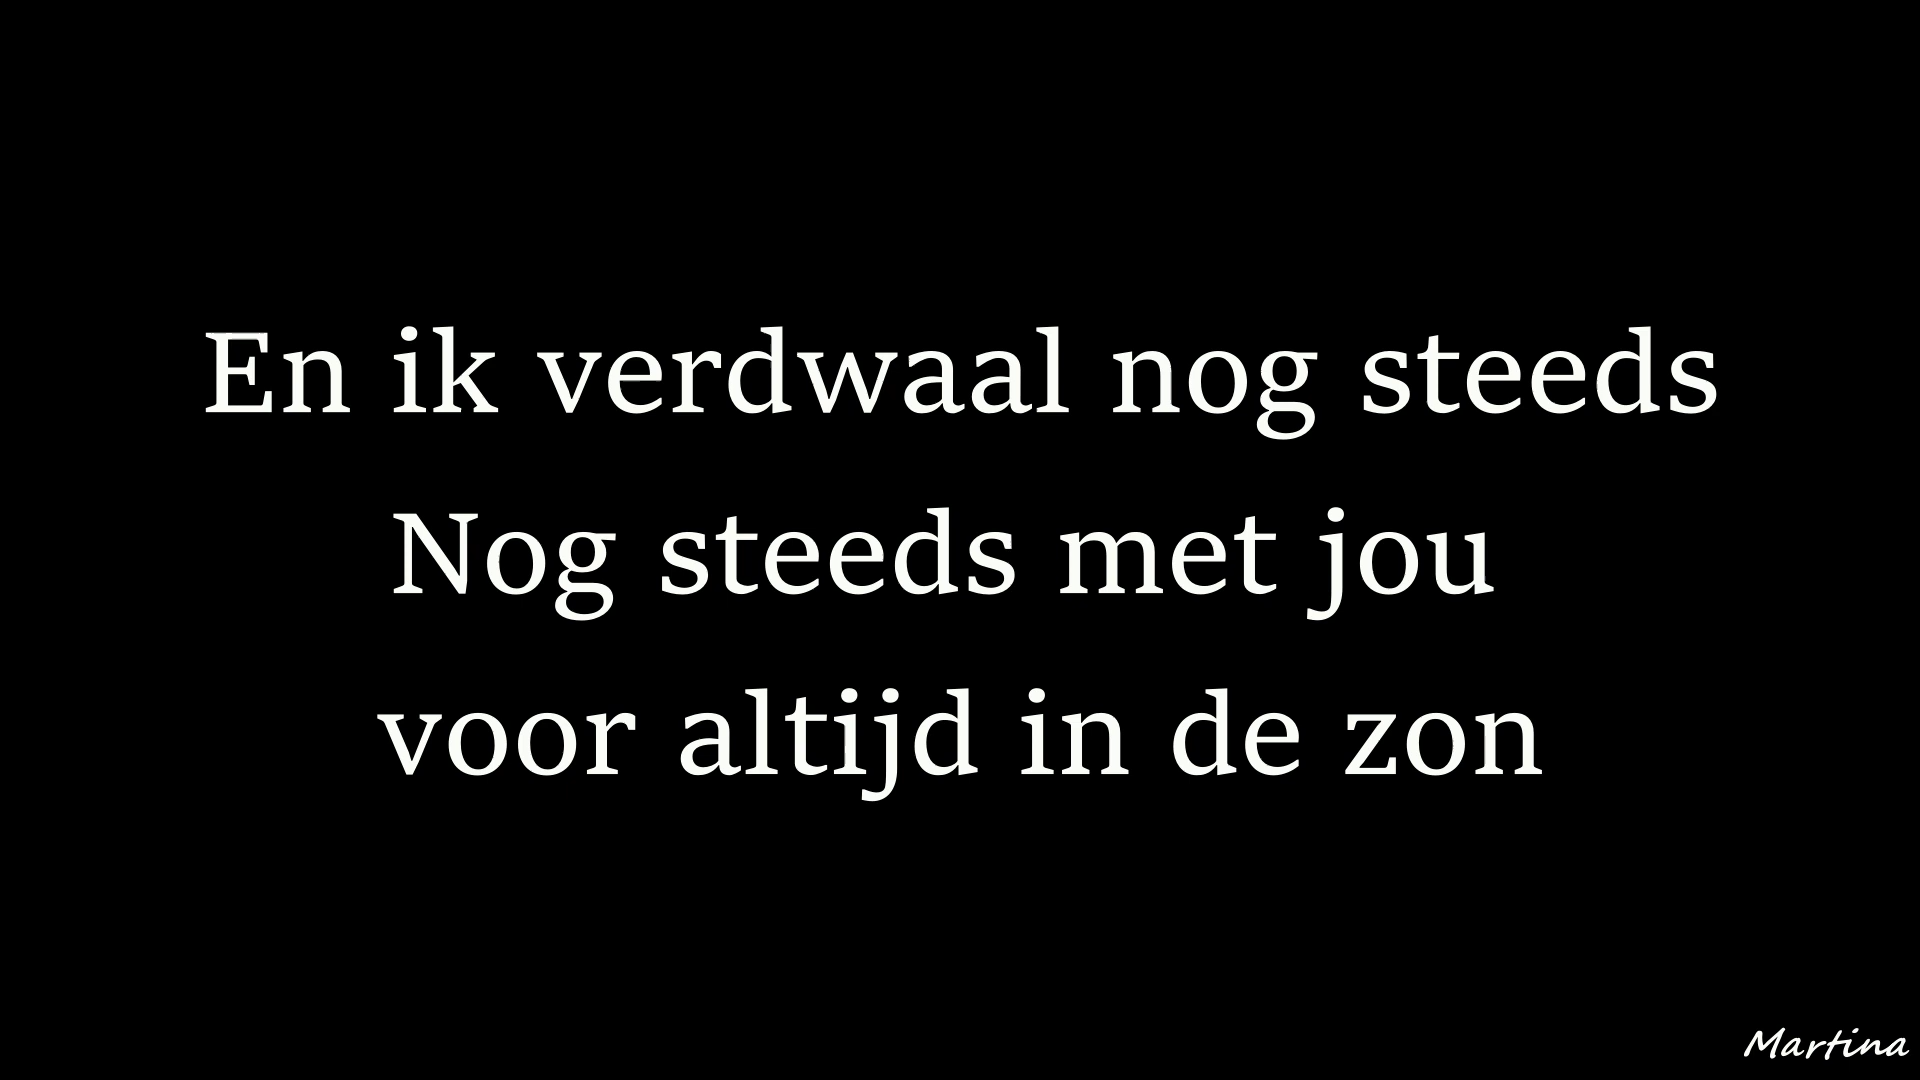 En ik verdwaal nog steeds
Nog steeds met jou
voor altijd in de zon
Martina